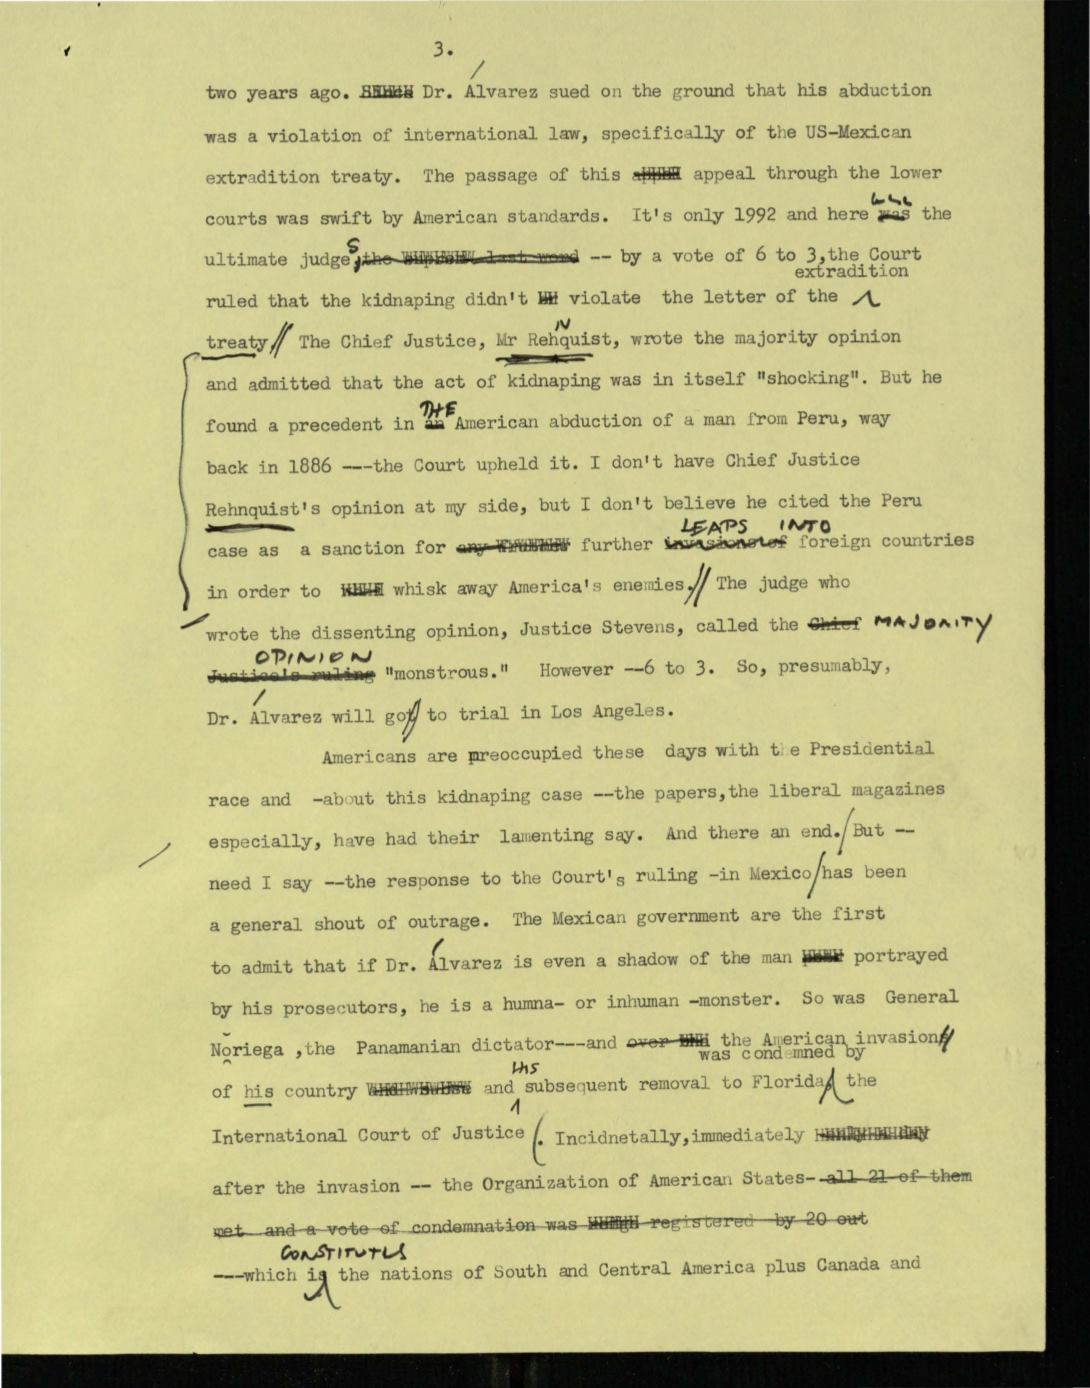 3.
two years ago. Dr. Álvarez sued on the ground that his abduction
was a violation of international law, specifically of the US-Mexican
extradition treaty. The passage of this appeal through the lower
courts was swift by American standards. It's only 1992 and here was the
ultimate judges, the last word -- by a vote of 6 to 3,the Court
extradition
ruled that the kidnaping didn't violate the letter of the
treaty// The Chief Justice, Mr Rehquist, wrote the majority opinion
N
and admitted that the act of kidnaping was in itself "shocking". But he
THE
found a precedent in an American abduction of a man from Peru, way
back in 1886 ---the Court upheld it. I don't have Chief Justice
Rehnquist's opinion at my side, but I don't believe he cited the Peru
LEAPS INTO
case as a sanction for any further invasions of foreign countries
in order to whisk away America's enemies.// The judge who
wrote the dissenting opinion, Justice Stevens, called the Chief MAJORITY
OPINION
Justice's ruling "monstrous." However --6 to 3. So, presumably,
Dr. Álvarez will go to trial in Los Angeles.
Americans are preoccupied these days with the Presidential
race and -about this kidnaping case --the papers,the liberal magazines
especially, have had their lamenting say. And there an end./But --
need I say --the response to the Court's ruling -in Mexico/has been
a general shout of outrage. The Mexican government are the first
to admit that if Dr. Álvarez is even a shadow of the man portrayed
by his prosecutors, he is a humna- or inhuman -monster. So was General
Noriega ,the Panamanian dictator---and over the American invasion
was condemned by
HIS
of his country and subsequent removal to Florida the
International Court of Justice . Incidnetally,immediately
after the invasion -- the Organization of American States- all 21 of them
met and a vote of condemnation was registered by 20 out
CONSTITUTES
---which is the nations of South and Central America plus Canada and